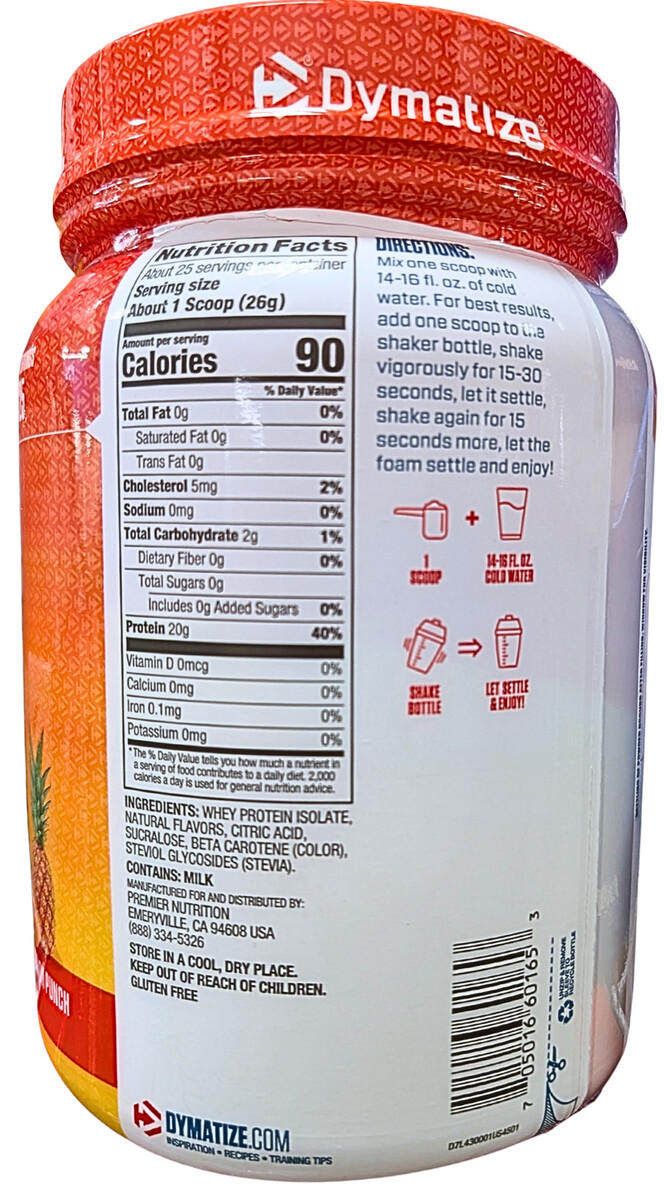 Dymatize
Nutrition Facts
About 25 servings per container
Serving size
About 1 Scoop (26g)
Amount per serving
Calories 90
% Daily Value*
Total Fat 0g 0%
Saturated Fat 0g 0%
Trans Fat 0g
Cholesterol 5mg 2%
Sodium 0mg 0%
Total Carbohydrate 2g 1%
Dietary Fiber 0g 0%
Total Sugars 0g
Includes 0g Added Sugars 0%
Protein 20g 40%
Vitamin D 0mcg 0%
Calcium 0mg 0%
Iron 0.1mg 0%
Potassium 0mg 0%
*The % Daily Value tells you how much a nutrient in
a serving of food contributes to a daily diet. 2,000
calories a day is used for general nutrition advice.
INGREDIENTS: WHEY PROTEIN ISOLATE,
NATURAL FLAVORS, CITRIC ACID,
SUCRALOSE, BETA CAROTENE (COLOR),
STEVIOL GLYCOSIDES (STEVIA).
CONTAINS: MILK
MANUFACTURED FOR AND DISTRIBUTED BY:
PREMIER NUTRITION
EMERYVILLE, CA 94608 USA
(888) 334-5326
STORE IN A COOL, DRY PLACE.
KEEP OUT OF REACH OF CHILDREN.
GLUTEN FREE
DYMATIZE.COM
INSPIRATION • RECIPES • TRAINING TIPS
DIRECTIONS:
Mix one scoop with
14-16 fl. oz. of cold
water. For best results,
add one scoop to the
shaker bottle, shake
vigorously for 15-30
seconds, let it settle,
shake again for 15
seconds more, let the
foam settle and enjoy!
+
1
SCOOP
14-16 FL. OZ.
COLD WATER
SHAKE
BOTTLE
LET SETTLE
& ENJOY!
7 05016 60165 3
D7L430001US4501
UNZIP & REMOVE
SLEEVE TO
RECYCLE BOTTLE
PUNCH